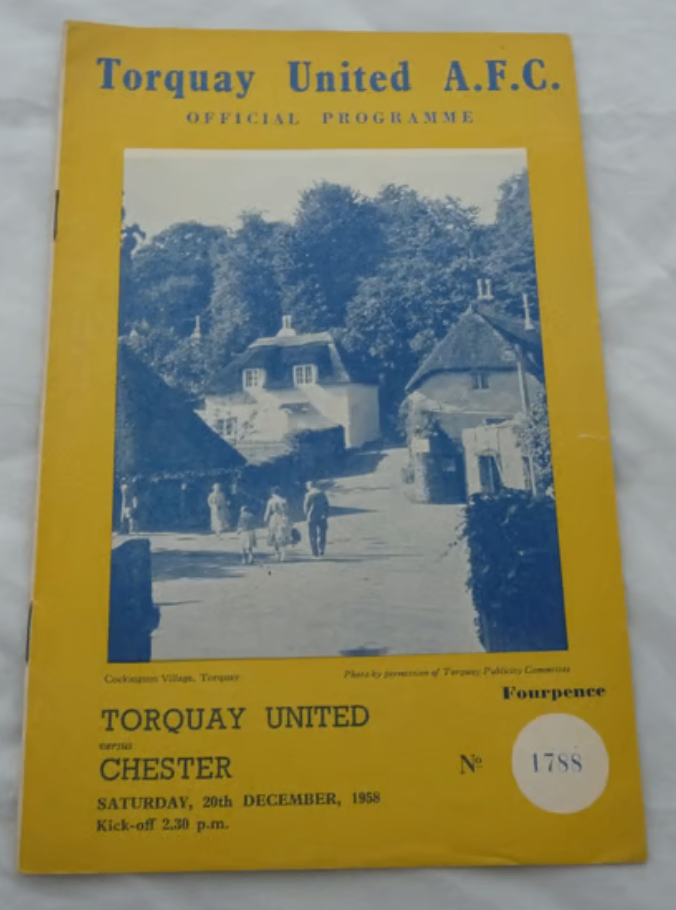 Torquay United A.F.C.
OFFICIAL PROGRAMME
Cockington Village, Torquay
Photo by permission of Torquay Publicity Committee
Fourpence
TORQUAY UNITED
versus
CHESTER
Nº 1788
SATURDAY, 20th DECEMBER, 1958
Kick-off 2.30 p.m.